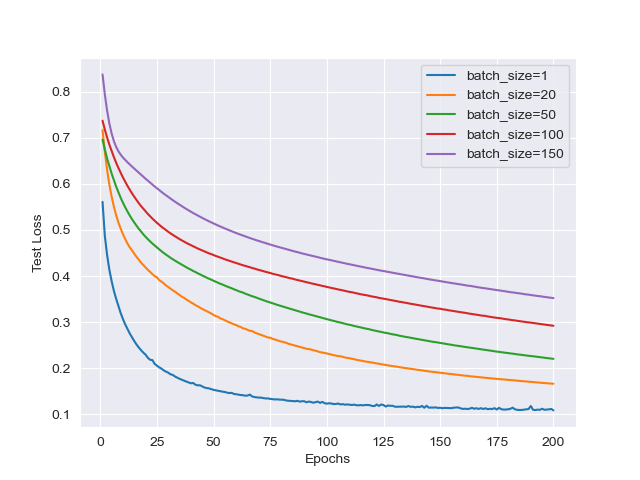 batch_size=1
batch_size=20
batch_size=50
batch_size=100
batch_size=150
Test Loss
0.8
0.7
0.6
0.5
0.4
0.3
0.2
0.1
0 25 50 75 100 125 150 175 200
Epochs